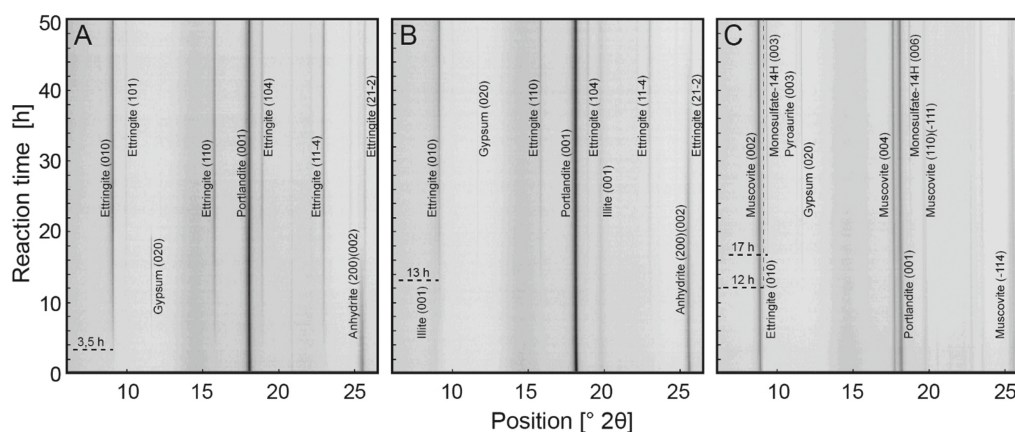 A
B
C
Reaction time [h]
50
40
30
20
10
0
Ettringite (010)
Ettringite (101)
Gypsum (020)
Ettringite (110)
Portlandite (001)
Ettringite (104)
Ettringite (11-4)
Anhydrite (200)(002)
Ettringite (21-2)
3,5 h
Illite (001)
Ettringite (010)
Gypsum (020)
Ettringite (110)
Portlandite (001)
Ettringite (104)
Illite (001)
Ettringite (11-4)
Anhydrite (200)(002)
Ettringite (21-2)
13 h
Muscovite (002)
Ettringite (010)
Monosulfate-14H (003)
Pyroaurite (003)
Gypsum (020)
Muscovite (004)
Portlandite (001)
Monosulfate-14H (006)
Muscovite (110)(-111)
Muscovite (-114)
17 h
12 h
10 15 20 25
10 15 20 25
10 15 20 25
Position [° 2θ]